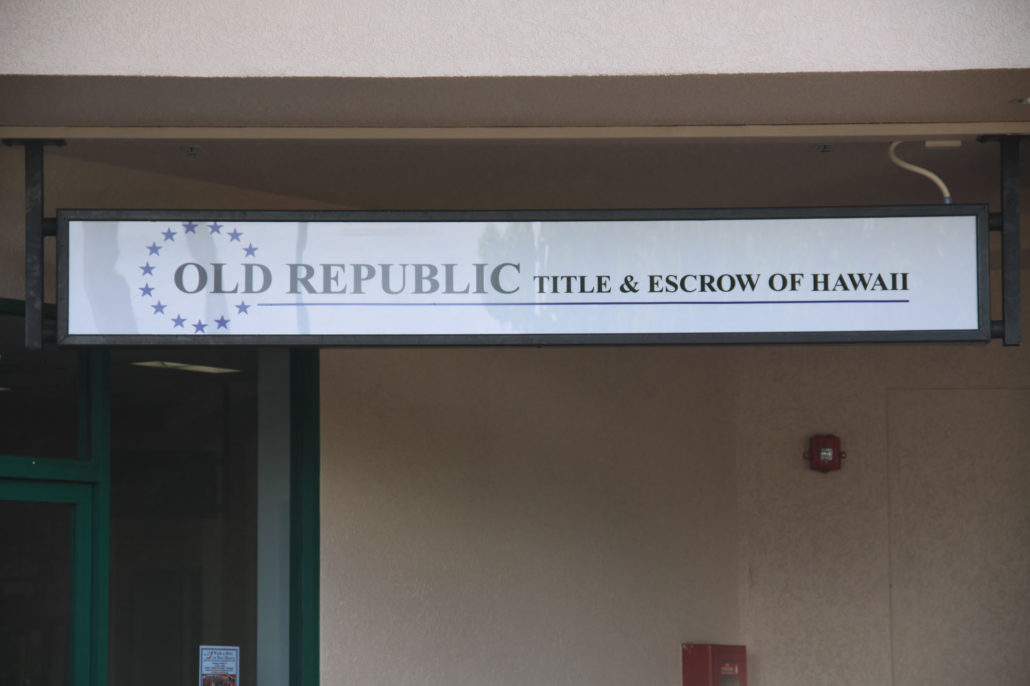 OLD REPUBLIC TITLE & ESCROW OF HAWAII